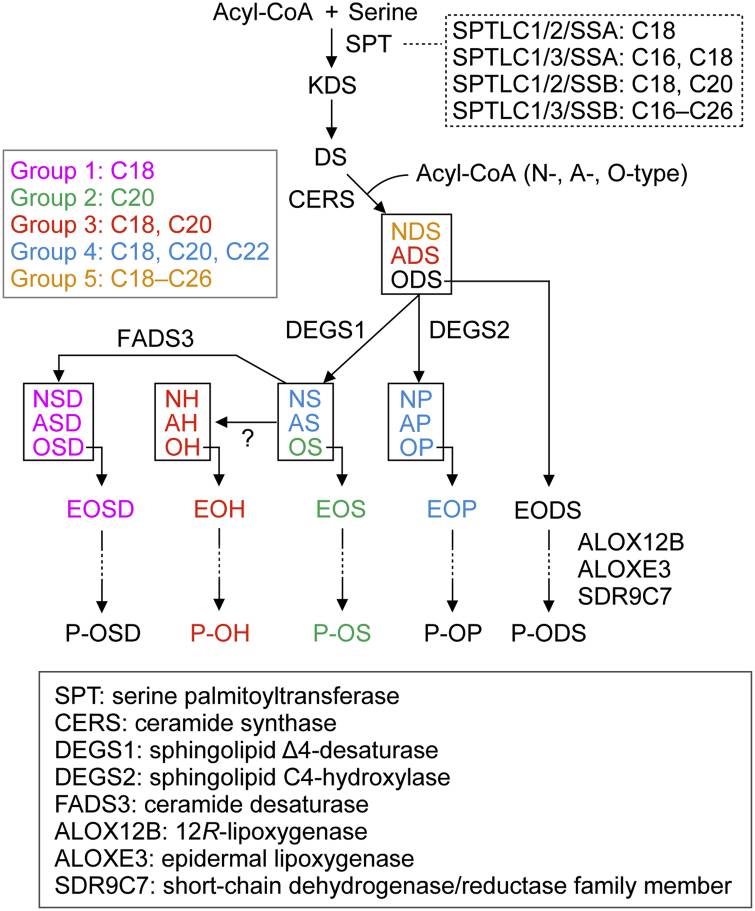 Acyl-CoA + Serine
SPT
SPTLC1/2/SSA: C18
SPTLC1/3/SSA: C16, C18
SPTLC1/2/SSB: C18, C20
SPTLC1/3/SSB: C16–C26
KDS
DS
Group 1: C18
Group 2: C20
Group 3: C18, C20
Group 4: C18, C20, C22
Group 5: C18–C26
CERS
Acyl-CoA (N-, A-, O-type)
NDS
ADS
ODS
FADS3
DEGS1
DEGS2
NSD
ASD
OSD
NH
AH
OH
?
NS
AS
OS
NP
AP
OP
EOSD
EOH
EOS
EOP
EODS
ALOX12B
ALOXE3
SDR9C7
P-OSD
P-OH
P-OS
P-OP
P-ODS
SPT: serine palmitoyltransferase
CERS: ceramide synthase
DEGS1: sphingolipid Δ4-desaturase
DEGS2: sphingolipid C4-hydroxylase
FADS3: ceramide desaturase
ALOX12B: 12R-lipoxygenase
ALOXE3: epidermal lipoxygenase
SDR9C7: short-chain dehydrogenase/reductase family member